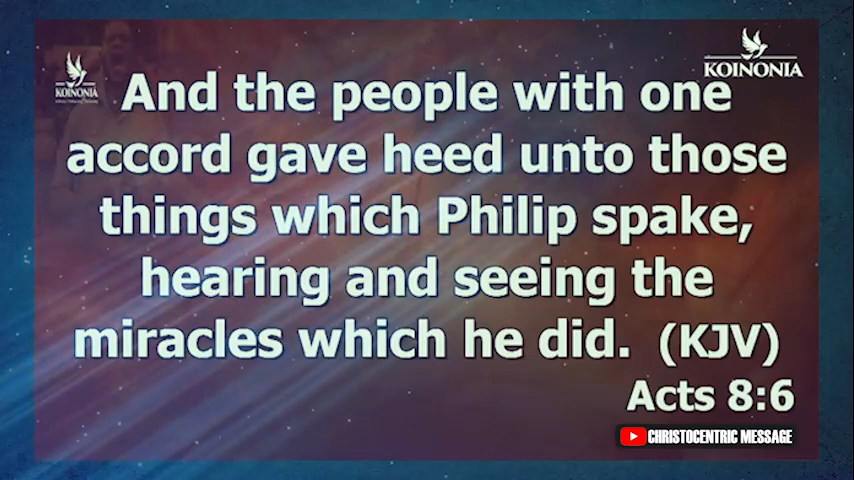 KOINONIA
KOINONIA
And the people with one
accord gave heed unto those
things which Philip spake,
hearing and seeing the
miracles which he did. (KJV)
Acts 8:6
CHRISTOCENTRIC MESSAGE